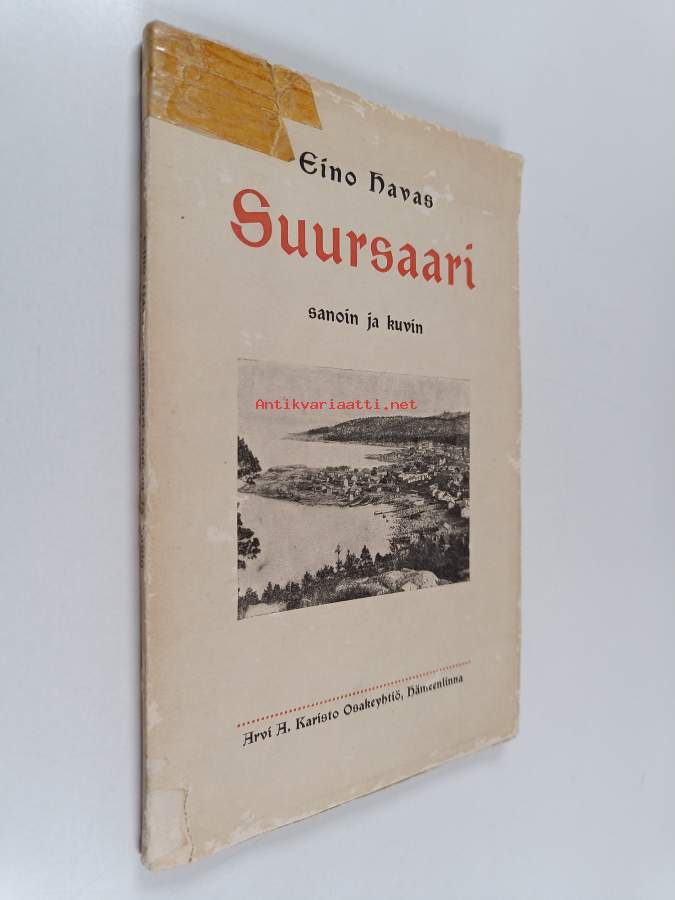 Eino Havas
Suursaari
sanoin ja kuvin
Antikvariaatti.net
Arvi A. Karisto Osakeyhtiö, Hämeenlinna